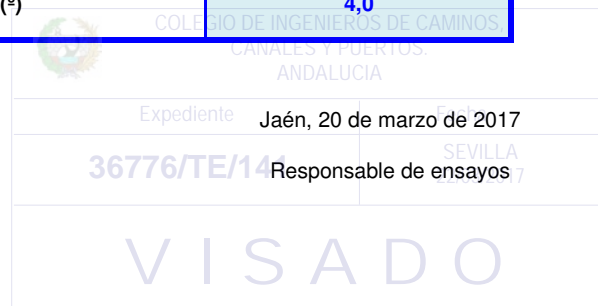 (º) 4,0
COLEGIO DE INGENIEROS DE CAMINOS,
CANALES Y PUERTOS.
ANDALUCIA
Expediente Fecha
Jaén, 20 de marzo de 2017
36776/TE/144 SEVILLA
Responsable de ensayos
VISADO